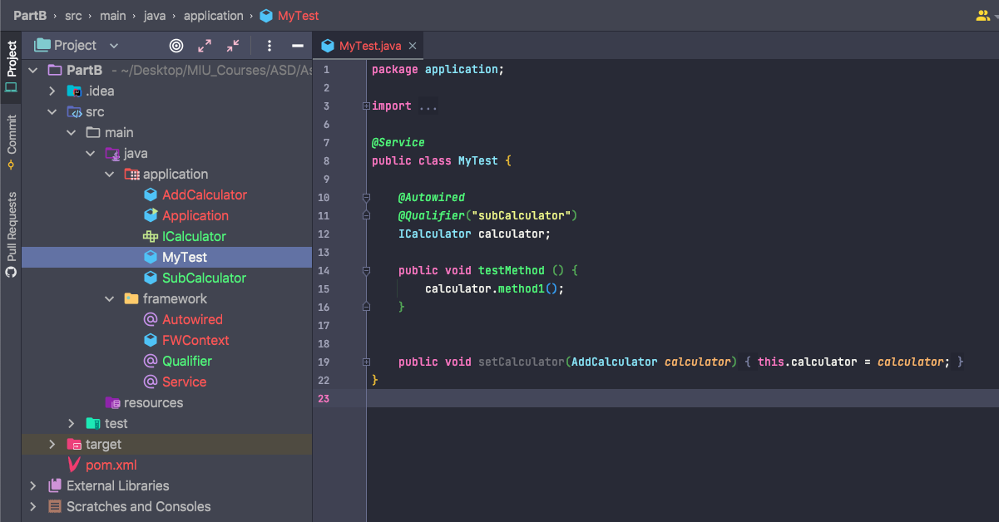 PartB › src › main › java › application › MyTest
Project
Commit
Pull Requests
Project
PartB - ~/Desktop/MIU_Courses/ASD/As
.idea
src
main
java
application
AddCalculator
Application
ICalculator
MyTest
SubCalculator
framework
Autowired
FWContext
Qualifier
Service
resources
test
target
pom.xml
External Libraries
Scratches and Consoles
MyTest.java
1 package application;
2
3 import ...
6
7 @Service
8 public class MyTest {
9
10 @Autowired
11 @Qualifier("subCalculator")
12 ICalculator calculator;
13
14 public void testMethod () {
15 calculator.method1();
16 }
17
18
19 public void setCalculator(AddCalculator calculator) { this.calculator = calculator; }
22 }
23